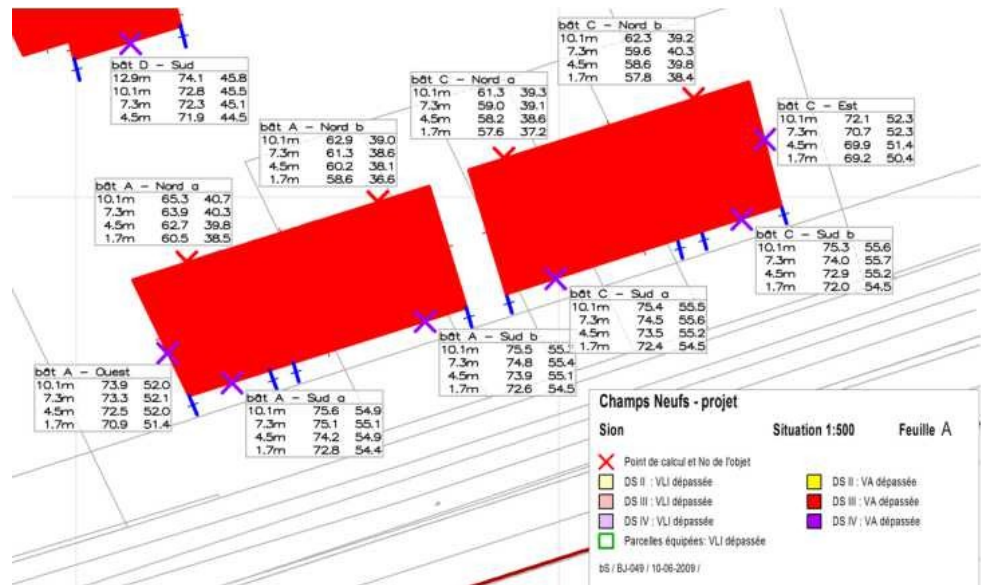 bât C – Nord b
10.1m 62.3 39.2
7.3m 59.6 40.3
4.5m 58.6 39.8
1.7m 57.8 38.4
bât D – Sud
12.9m 74.1 45.8
10.1m 72.8 45.5
7.3m 72.3 45.1
4.5m 71.9 44.5
bât C – Nord a
10.1m 61.3 39.3
7.3m 59.0 39.1
4.5m 58.2 38.6
1.7m 57.6 37.2
bât C – Est
10.1m 72.1 52.3
7.3m 70.7 52.3
4.5m 69.9 51.4
1.7m 69.2 50.4
bât A – Nord b
10.1m 62.9 39.0
7.3m 61.3 38.6
4.5m 60.2 38.1
1.7m 58.6 36.6
bât A – Nord a
10.1m 65.3 40.7
7.3m 63.9 40.3
4.5m 62.7 39.8
1.7m 60.5 38.5
bât C – Sud b
10.1m 75.3 55.6
7.3m 74.0 55.7
4.5m 72.9 55.2
1.7m 72.0 54.5
bât C – Sud a
10.1m 75.4 55.5
7.3m 74.5 55.6
4.5m 73.5 55.2
1.7m 72.4 54.5
bât A – Sud b
10.1m 75.5
7.3m 74.8 55.4
4.5m 73.9 55.1
1.7m 72.6 54.5
bât A – Ouest
10.1m 73.9 52.0
7.3m 73.3 52.1
4.5m 72.5 52.0
1.7m 70.9 51.4
bât A – Sud a
10.1m 75.6 54.9
7.3m 75.1 55.1
4.5m 74.2 54.9
1.7m 72.8 54.4
Champs Neufs - projet
Sion Situation 1:500 Feuille A
Point de calcul et No de l'objet
DS II : VLI dépassée DS II : VA dépassée
DS III : VLI dépassée DS III : VA dépassée
DS IV : VLI dépassée DS IV : VA dépassée
Parcelles équipées: VLI dépassée
bS / BJ-049 / 10-06-2009 /